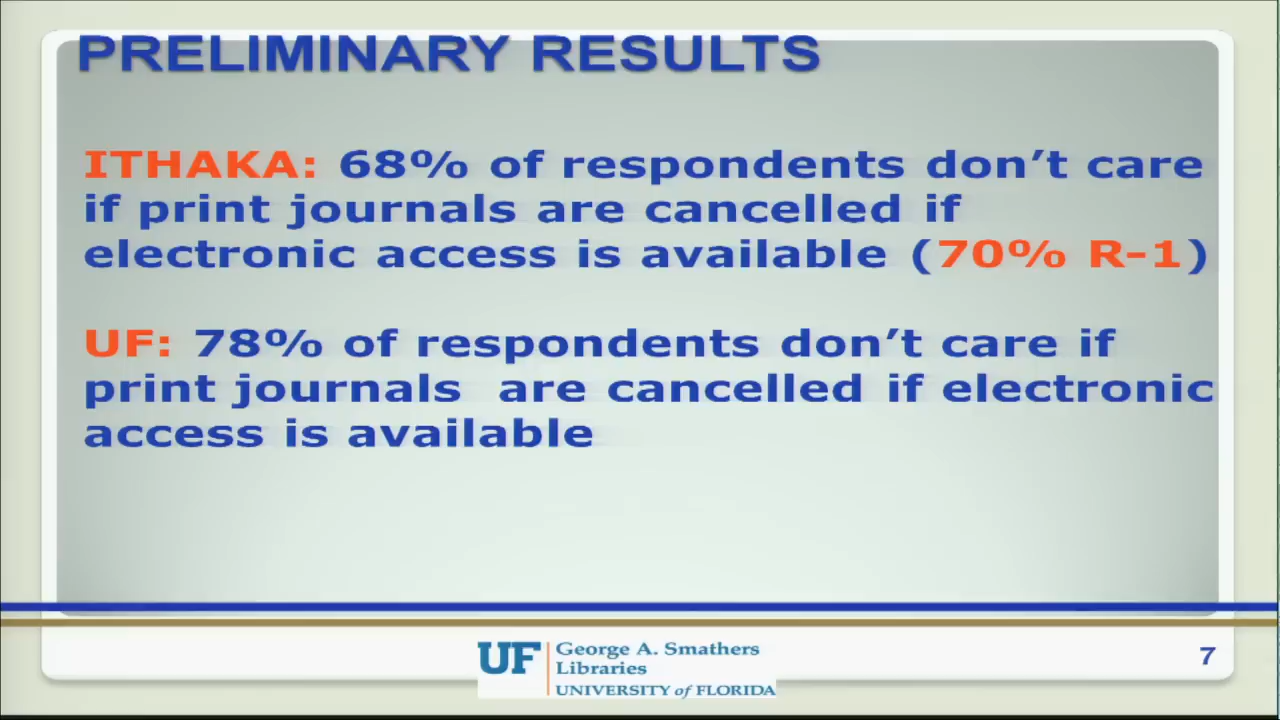 PRELIMINARY RESULTS
ITHAKA: 68% of respondents don’t care
if print journals are cancelled if
electronic access is available (70% R-1)
UF: 78% of respondents don’t care if
print journals  are cancelled if electronic
access is available
UF George A. Smathers
Libraries
UNIVERSITY of FLORIDA
7